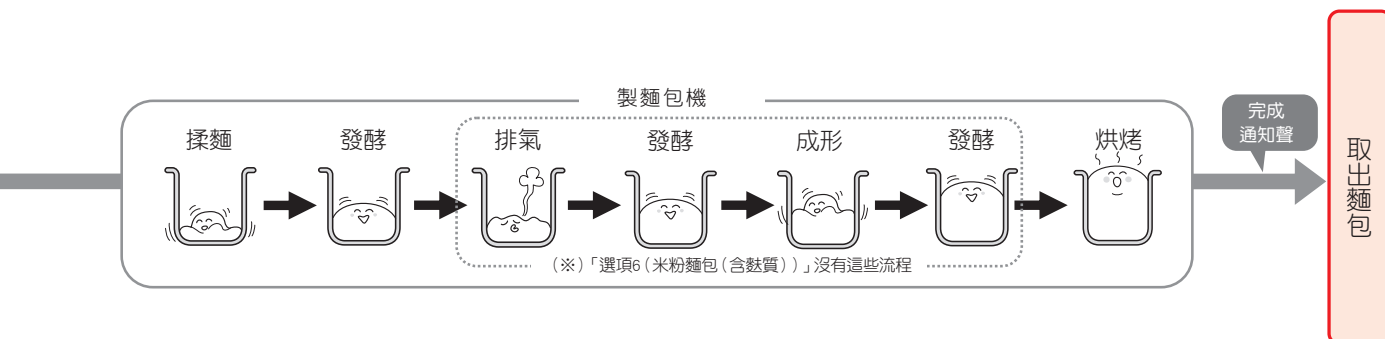 製麵包機
揉麵
發酵
排氣
發酵
成形
發酵
烘烤
(※)「選項6(米粉麵包(含麩質))」沒有這些流程
完成
通知聲
取出麵包